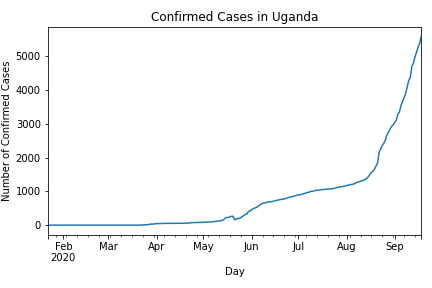 Confirmed Cases in Uganda
Number of Confirmed Cases
5000
4000
3000
2000
1000
0
Feb Mar Apr May Jun Jul Aug Sep
2020
Day